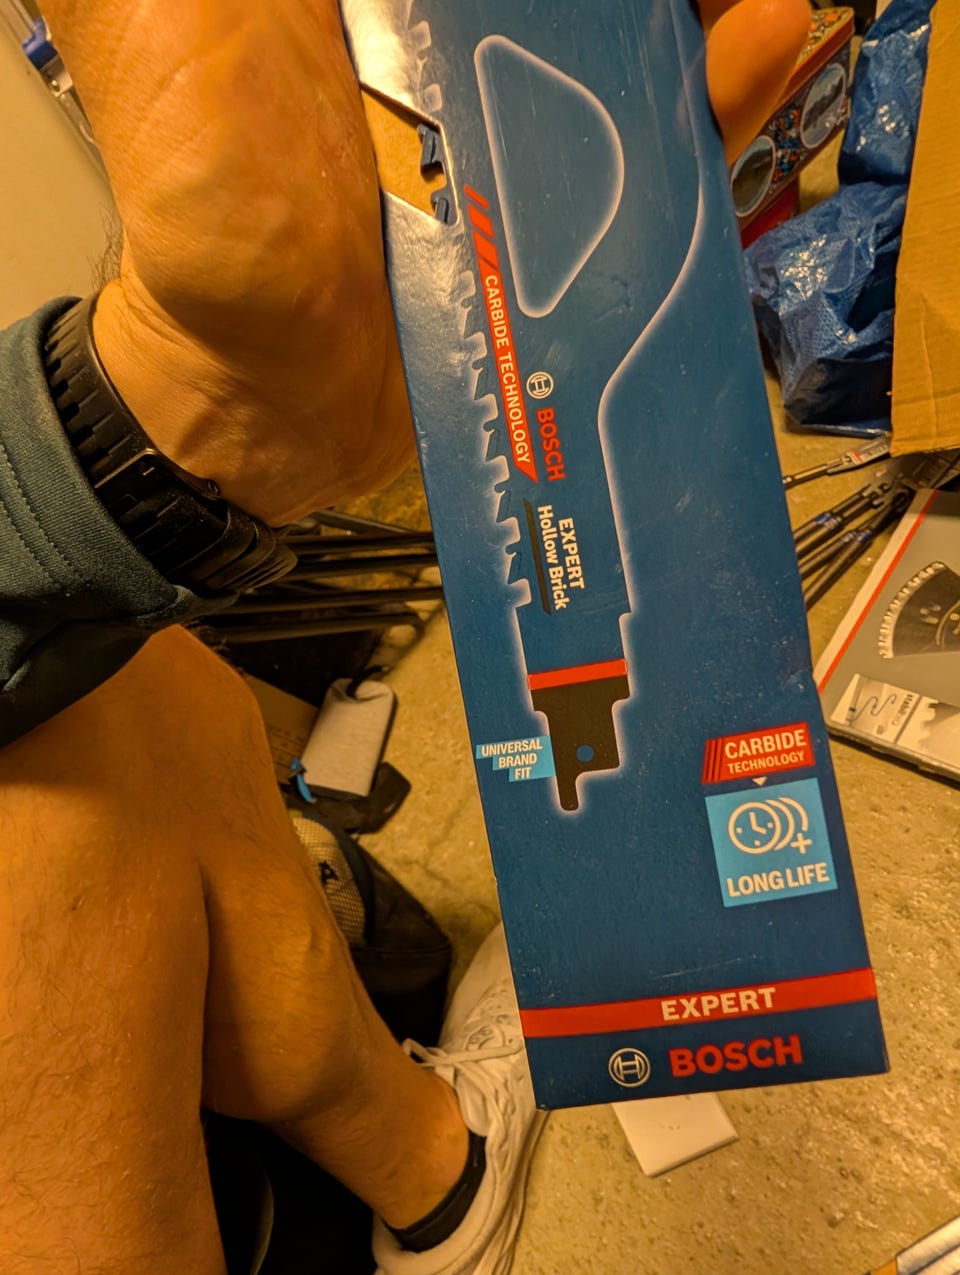 CARBIDE TECHNOLOGY
BOSCH
EXPERT
Hollow Brick
UNIVERSAL
BRAND
FIT
CARBIDE
TECHNOLOGY
LONG LIFE
EXPERT
BOSCH